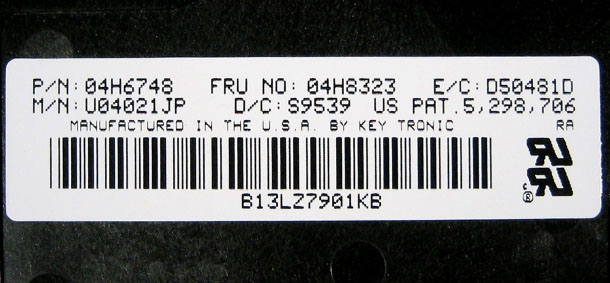 P/N: 04H6748 FRU NO: 04H8323 E/C: D50481D
M/N: U04021JP D/C: S9539 US PAT. 5,298,706
MANUFACTURED IN THE U.S.A. BY KEY TRONIC RA
B13LZ7901KB